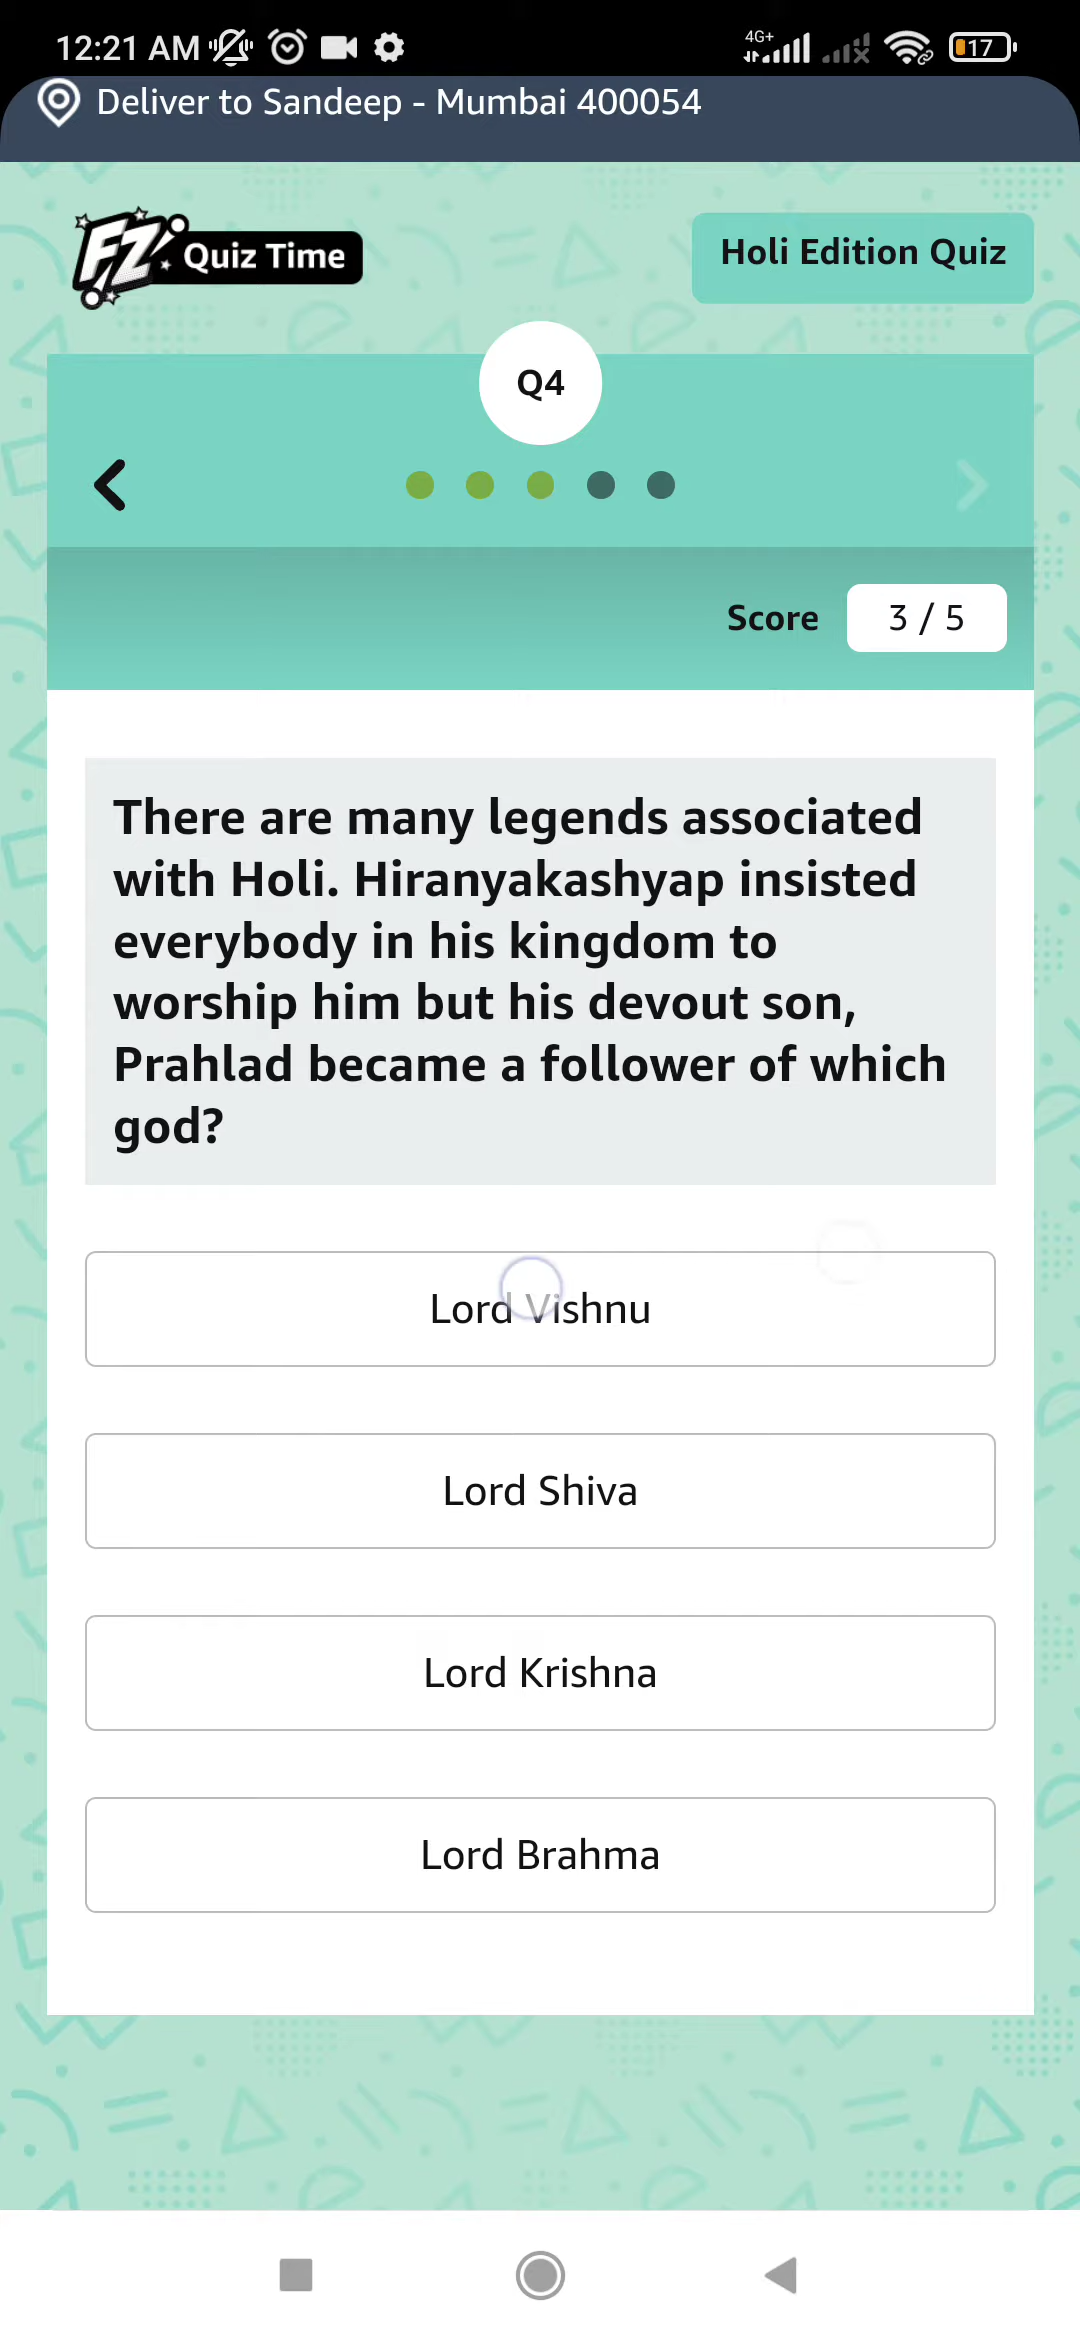 12:21 AM 4G+ 17
Deliver to Sandeep - Mumbai 400054
FZ Quiz Time
Holi Edition Quiz
Q4
Score 3 / 5
There are many legends associated
with Holi. Hiranyakashyap insisted
everybody in his kingdom to
worship him but his devout son,
Prahlad became a follower of which
god?
Lord Vishnu
Lord Shiva
Lord Krishna
Lord Brahma